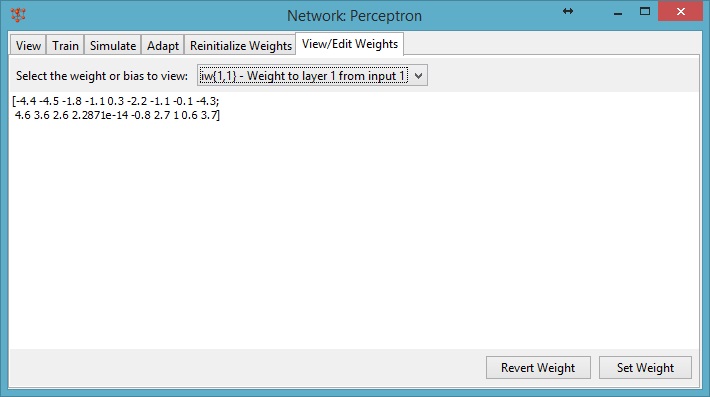 Network: Perceptron
View Train Simulate Adapt Reinitialize Weights View/Edit Weights
Select the weight or bias to view: iw{1,1} - Weight to layer 1 from input 1
[-4.4 -4.5 -1.8 -1.1 0.3 -2.2 -1.1 -0.1 -4.3;
4.6 3.6 2.6 2.2871e-14 -0.8 2.7 1 0.6 3.7]
Revert Weight Set Weight